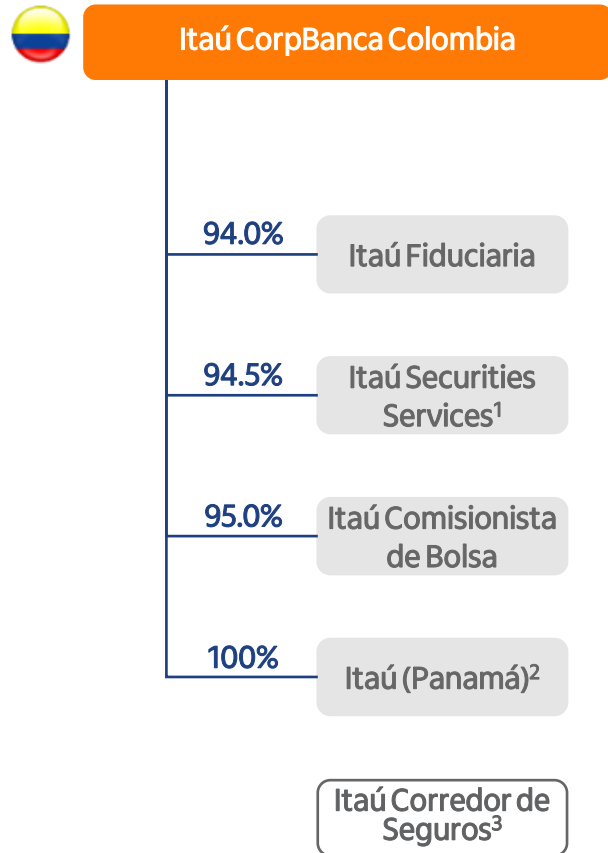 Itaú CorpBanca Colombia
94.0%
Itaú Fiduciaria
94.5%
Itaú Securities
Services¹
95.0%
Itaú Comisionista
de Bolsa
100%
Itaú (Panamá)²
Itaú Corredor de
Seguros³